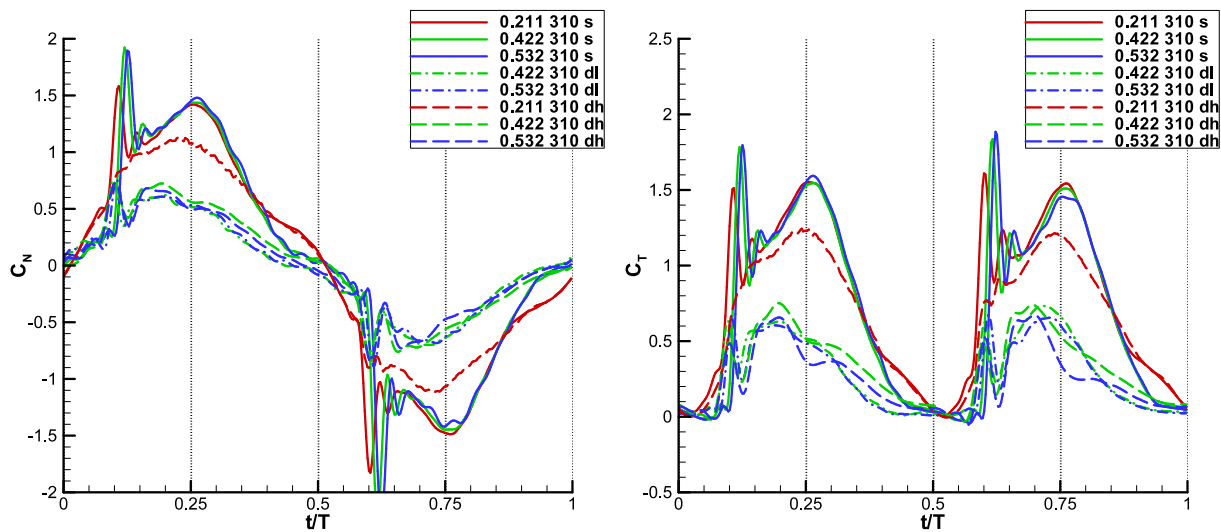 0.211 310 s
0.422 310 s
0.532 310 s
0.422 310 dl
0.532 310 dl
0.211 310 dh
0.422 310 dh
0.532 310 dh
2
1.5
1
0.5
0
-0.5
-1
-1.5
-2
C_N
0 0.25 0.5 0.75 1
t/T
0.211 310 s
0.422 310 s
0.532 310 s
0.422 310 dl
0.532 310 dl
0.211 310 dh
0.422 310 dh
0.532 310 dh
2.5
2
1.5
1
0.5
0
-0.5
C_T
0 0.25 0.5 0.75 1
t/T